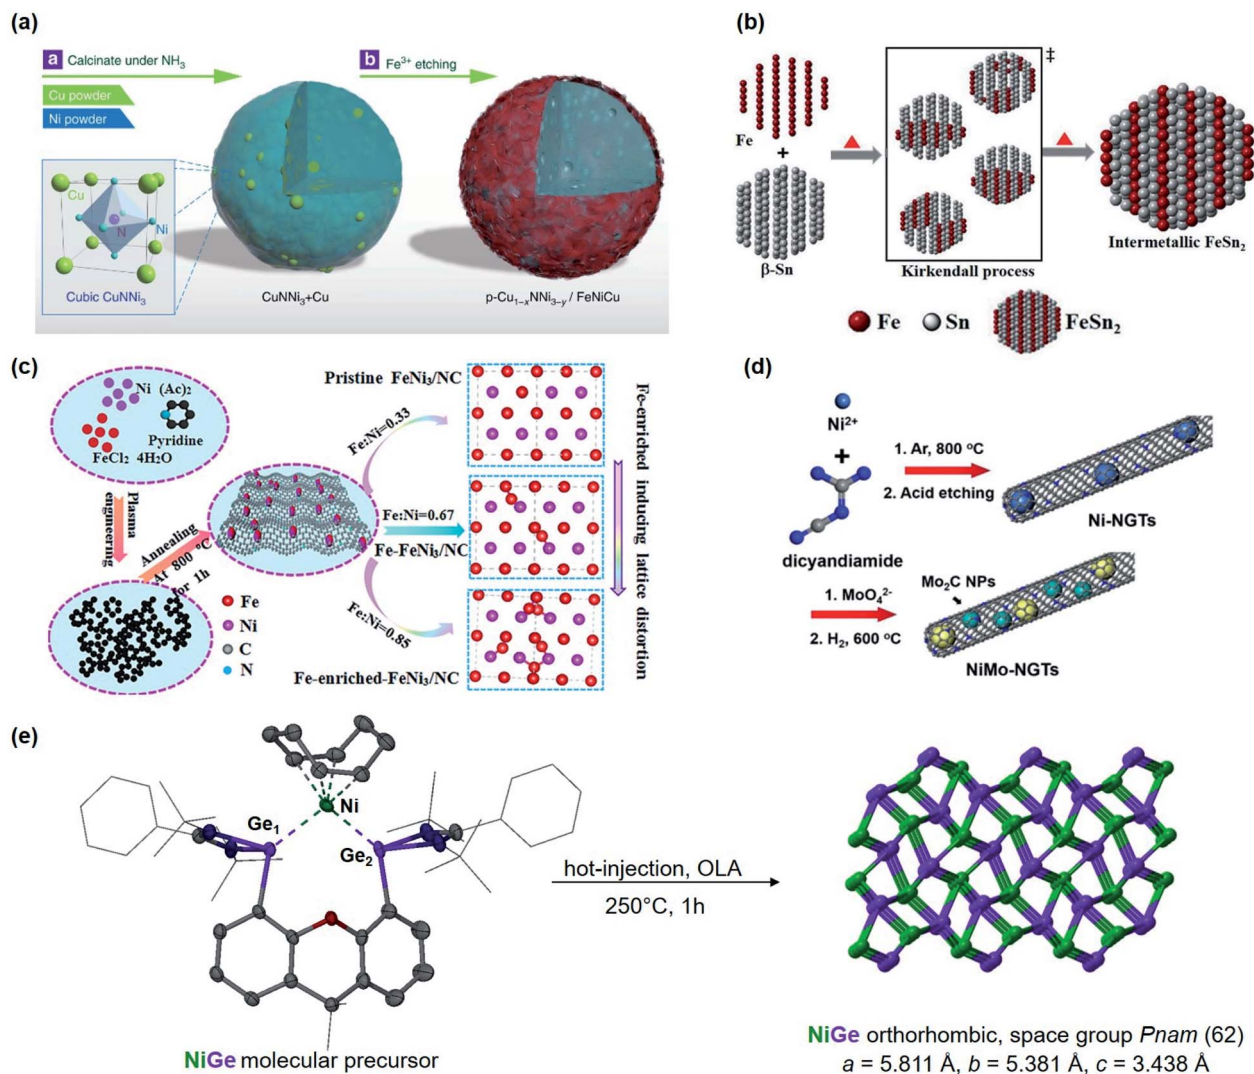 (a)
a Calcinate under NH₃
b Fe³⁺ etching
Cu powder
Ni powder
Cu
N
Ni
Cubic CuNNi₃
CuNNi₃+Cu
p-Cu₁₋ₓNNi₃₋ᵧ / FeNiCu
(b)
Fe
+
β-Sn
‡
Kirkendall process
Intermetallic FeSn₂
Fe
Sn
FeSn₂
(c)
Ni (Ac)₂
Pyridine
FeCl₂ 4H₂O
Plasma
engineering
Annealing
At 800 °C
for 1h
Fe
Ni
C
N
Pristine FeNi₃/NC
Fe:Ni=0.33
Fe:Ni=0.67
Fe-FeNi₃/NC
Fe:Ni=0.85
Fe-enriched-FeNi₃/NC
Fe-enriched inducing lattice distortion
(d)
Ni²⁺
+
dicyandiamide
1. Ar, 800 °C
2. Acid etching
Ni-NGTs
1. MoO₄²⁻
2. H₂, 600 °C
Mo₂C NPs
NiMo-NGTs
(e)
Ni
Ge₁
Ge₂
NiGe molecular precursor
hot-injection, OLA
250°C, 1h
NiGe orthorhombic, space group Pnam (62)
a = 5.811 Å, b = 5.381 Å, c = 3.438 Å